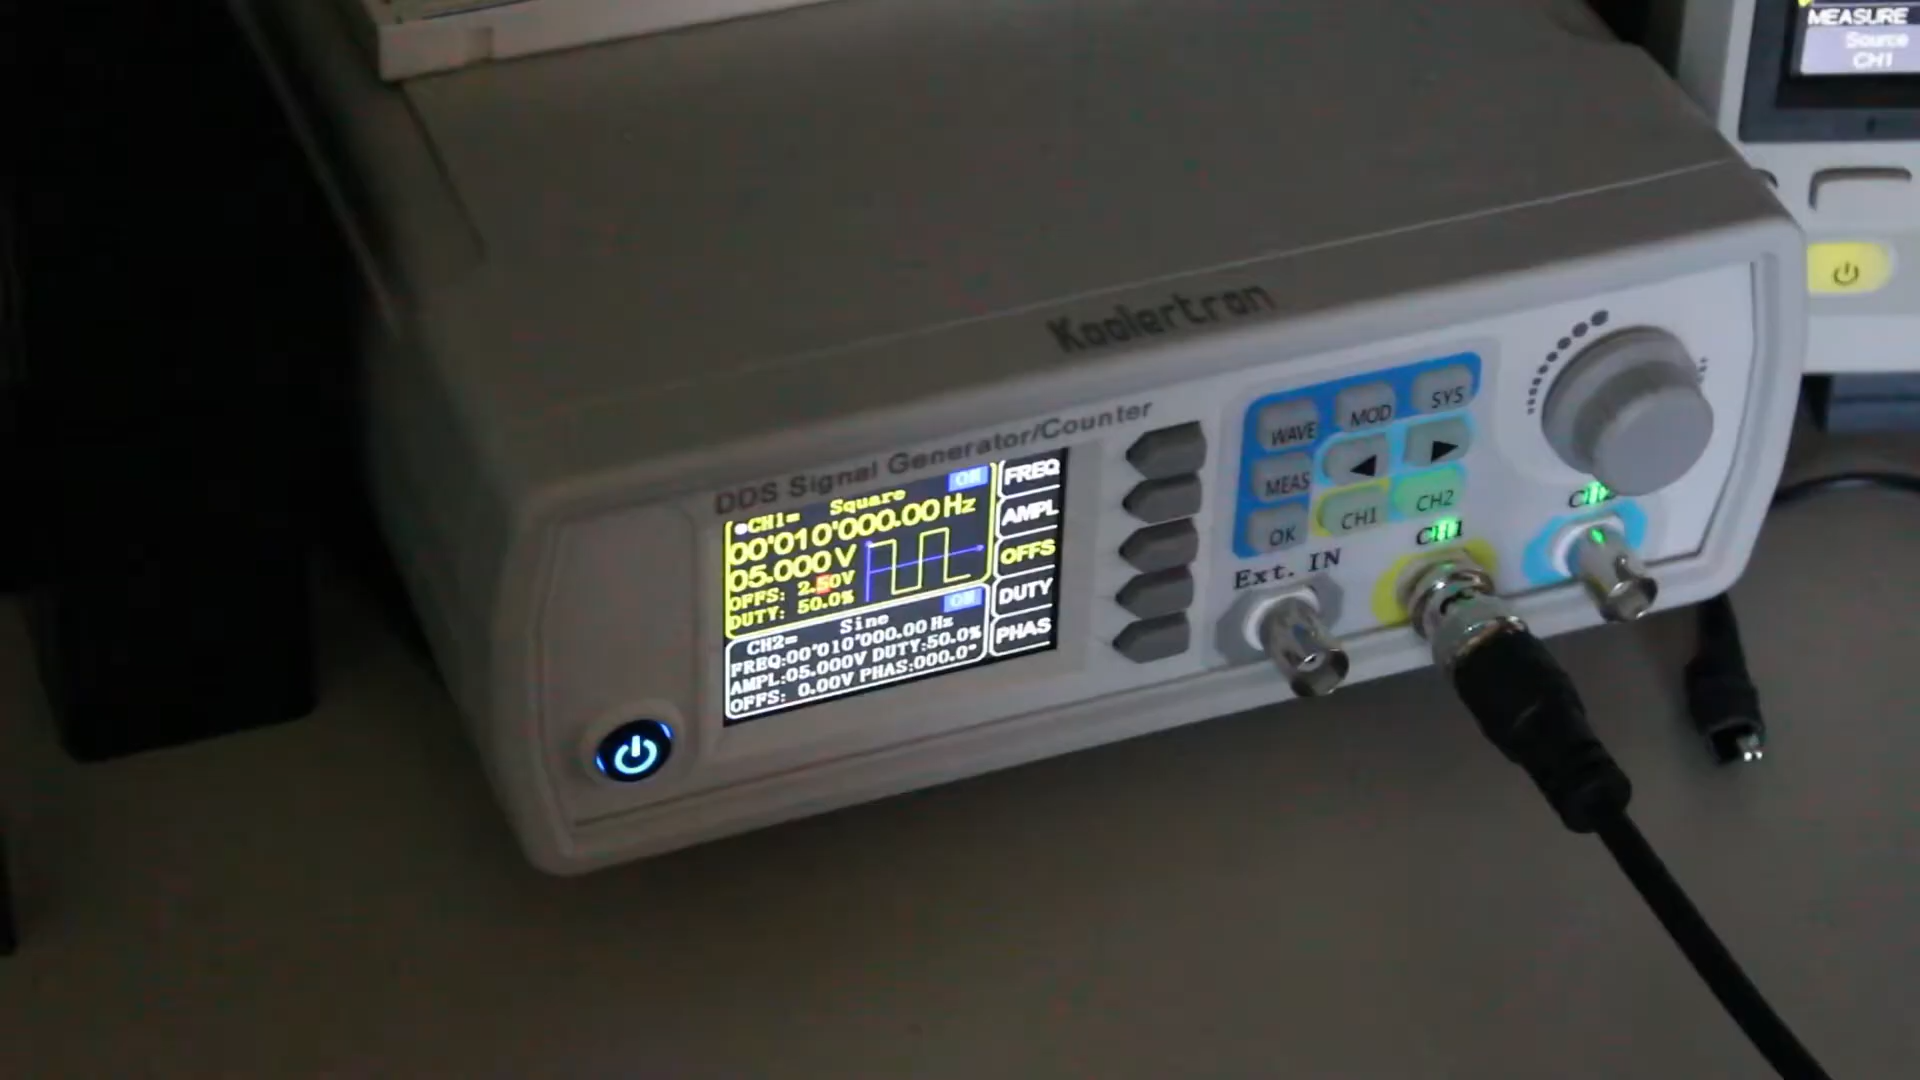 MEASURE
Source
CH1
Koolertron
DDS Signal Generator/Counter
CH1= Square ON
00'010'000.00Hz
05.000V
OFFS: 2.50V
DUTY: 50.0%
CH2= Sine ON
FREQ:00'010'000.00Hz
AMPL:05.000V DUTY:50.0%
OFFS: 0.00V PHAS:000.0°
FREQ
AMPL
OFFS
DUTY
PHAS
WAVE MOD SYS
MEAS
OK CH1 CH2
Ext. IN CH1 CH2